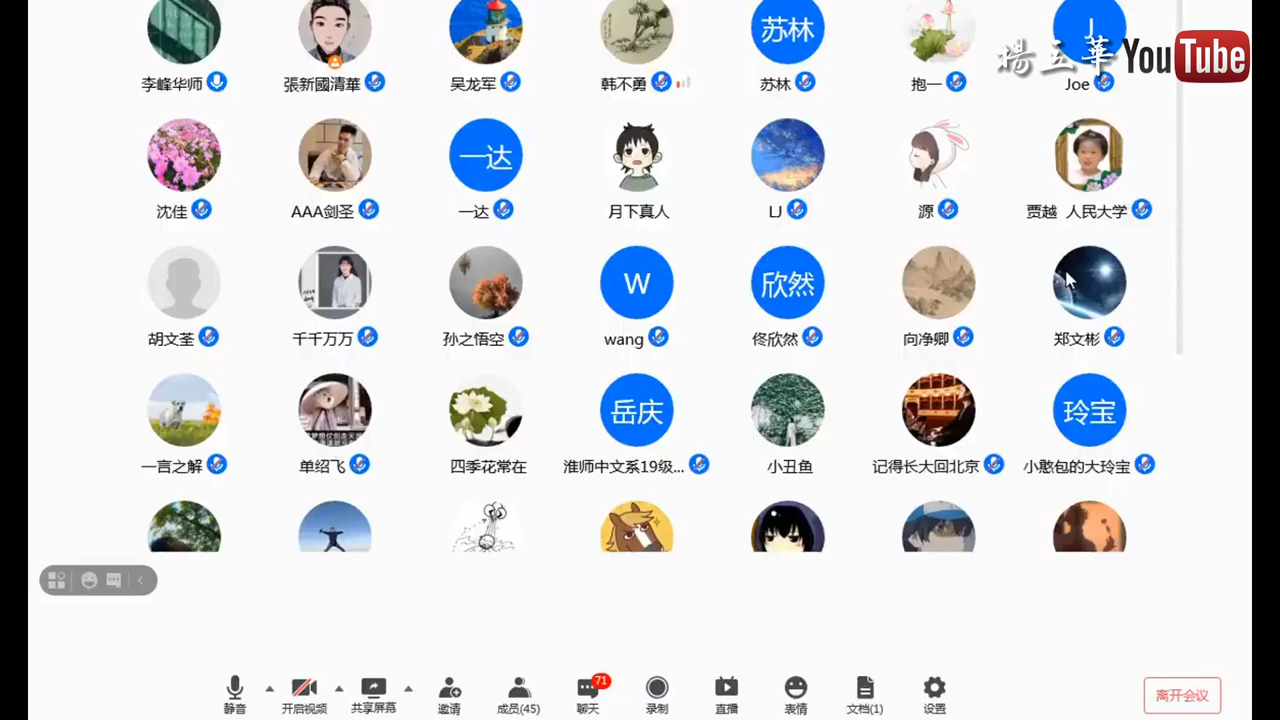 苏林
楊立華 YouTube
李峰华师
張新國清華
吴龙军
韩不勇
苏林
抱一
Joe
一达
沈佳
AAA剑圣
一达
月下真人
LJ
源
贾越 人民大学
W
欣然
胡文荃
千千万万
孙之悟空
wang
佟欣然
向净卿
郑文彬
岳庆
玲宝
一言之解
单绍飞
四季花常在
淮师中文系19级...
小丑鱼
记得长大回北京
小憨包的大玲宝
71
静音
开启视频
共享屏幕
邀请
成员(45)
聊天
录制
直播
表情
文档(1)
设置
离开会议